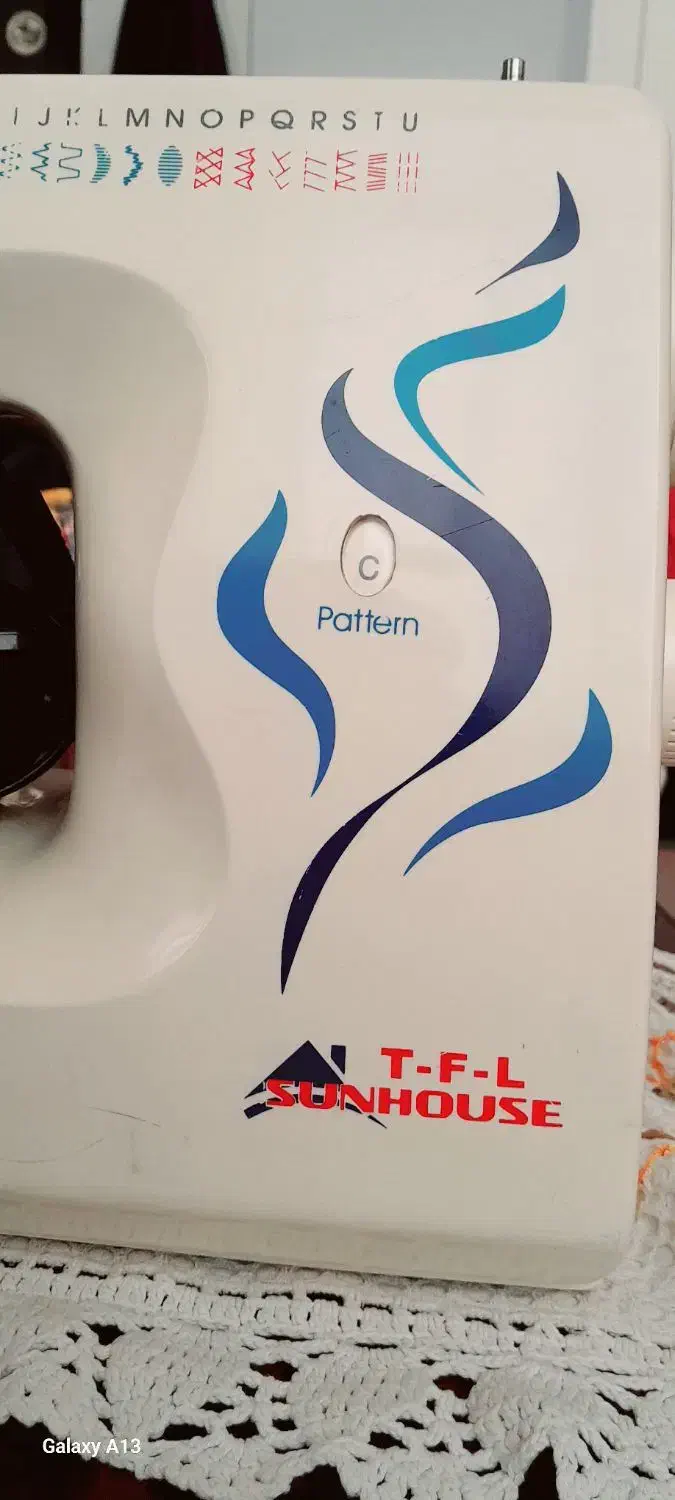 I J K L M N O P Q R S T U
C
Pattern
T-F-L
SUNHOUSE
Galaxy A13